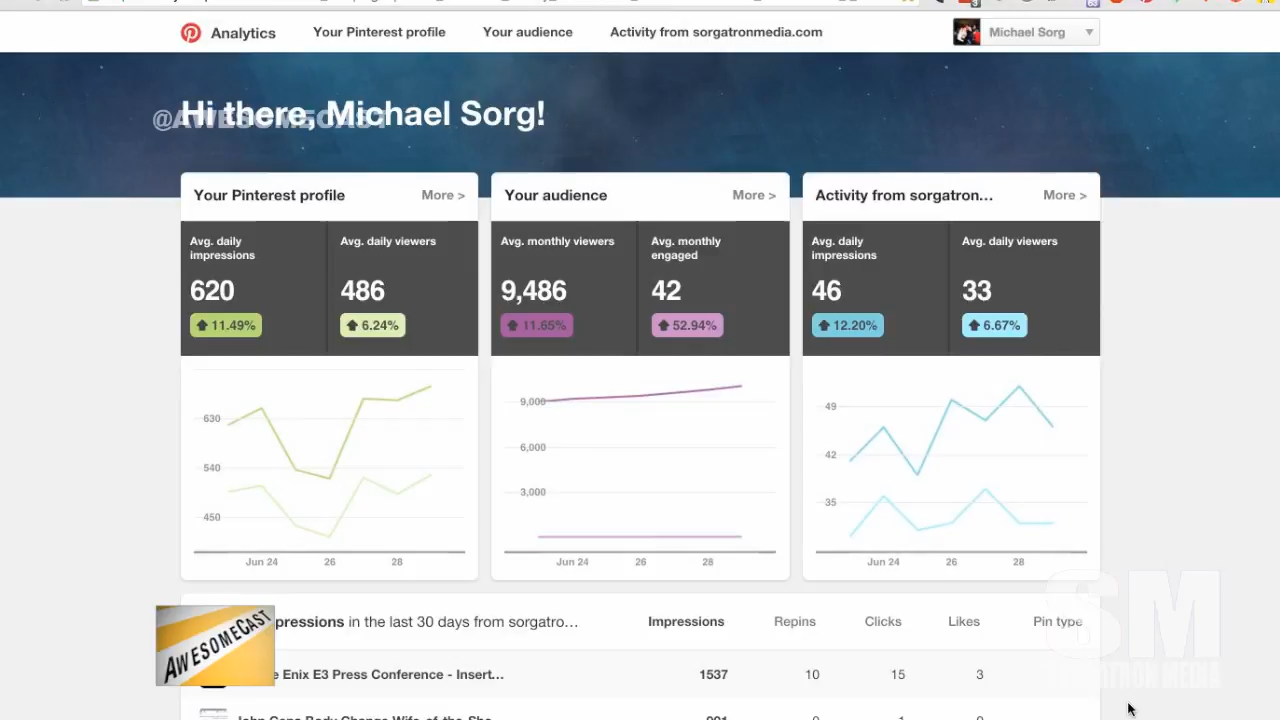 Analytics
Your Pinterest profile
Your audience
Activity from sorgatronmedia.com
Michael Sorg
Hi there, Michael Sorg!
@AWESOMECAST
Your Pinterest profile
More >
Your audience
More >
Activity from sorgatron...
More >
Avg. daily
impressions
620
11.49%
Avg. daily viewers
486
6.24%
Avg. monthly viewers
9,486
11.65%
Avg. monthly
engaged
42
52.94%
Avg. daily
impressions
46
12.20%
Avg. daily viewers
33
6.67%
630
540
450
Jun 24
26
28
9,000
6,000
3,000
Jun 24
26
28
49
42
35
Jun 24
26
28
AWESOMECAST
pressions in the last 30 days from sorgatro...
Impressions
Repins
Clicks
Likes
Pin type
Enix E3 Press Conference - Insert...
1537
10
15
3
SM
SORGATRON MEDIA